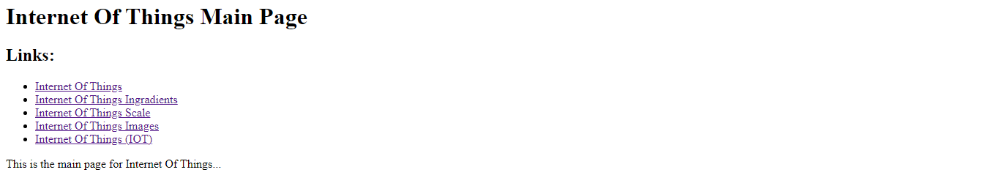 Internet Of Things Main Page
Links:
Internet Of Things
Internet Of Things Ingradients
Internet Of Things Scale
Internet Of Things Images
Internet Of Things (IOT)
This is the main page for Internet Of Things...